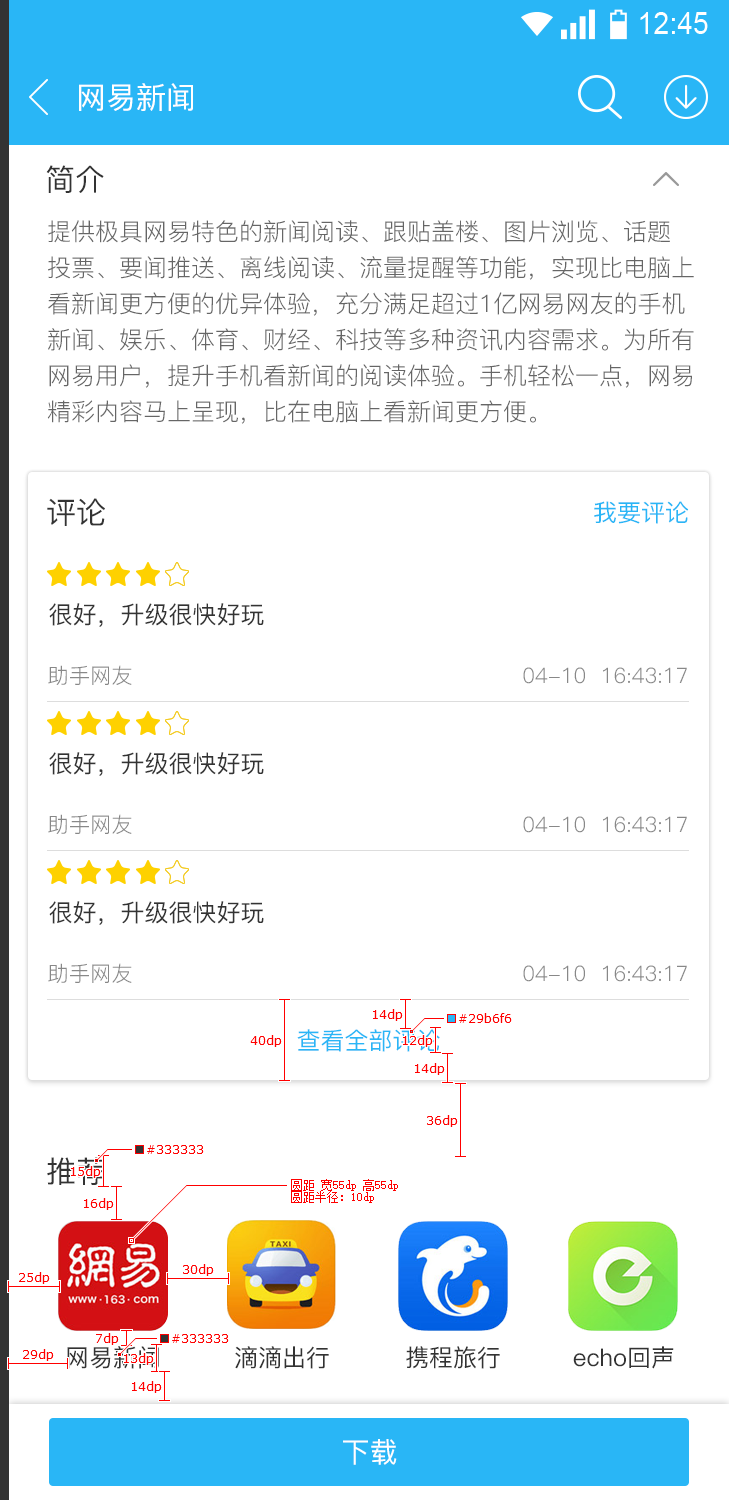 12:45
网易新闻
简介
提供极具网易特色的新闻阅读、跟贴盖楼、图片浏览、话题
投票、要闻推送、离线阅读、流量提醒等功能，实现比电脑上
看新闻更方便的优异体验，充分满足超过1亿网易网友的手机
新闻、娱乐、体育、财经、科技等多种资讯内容需求。为所有
网易用户，提升手机看新闻的阅读体验。手机轻松一点，网易
精彩内容马上呈现，比在电脑上看新闻更方便。
评论 我要评论
很好，升级很快好玩
助手网友 04-10 16:43:17
很好，升级很快好玩
助手网友 04-10 16:43:17
很好，升级很快好玩
助手网友 04-10 16:43:17
14dp #29b6f6
40dp 查看全部评论 12dp
14dp
36dp
#333333
推荐 15dp
圆距 宽55dp 高55dp
圆距半径：10dp
16dp
網易
www·163·com
TAXI
25dp 30dp
7dp #333333
29dp 网易新闻 13dp 滴滴出行 携程旅行 echo回声
14dp
下载